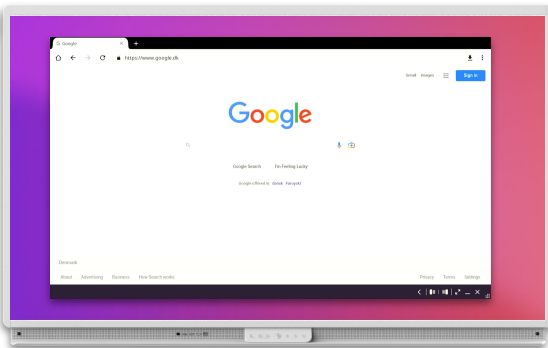 G Google × +
https://www.google.dk
Gmail Images Sign in
Google
Google Search I'm Feeling Lucky
Google offered in: dansk Føroyskt
Denmark
About Advertising Business How Search works Privacy Terms Settings